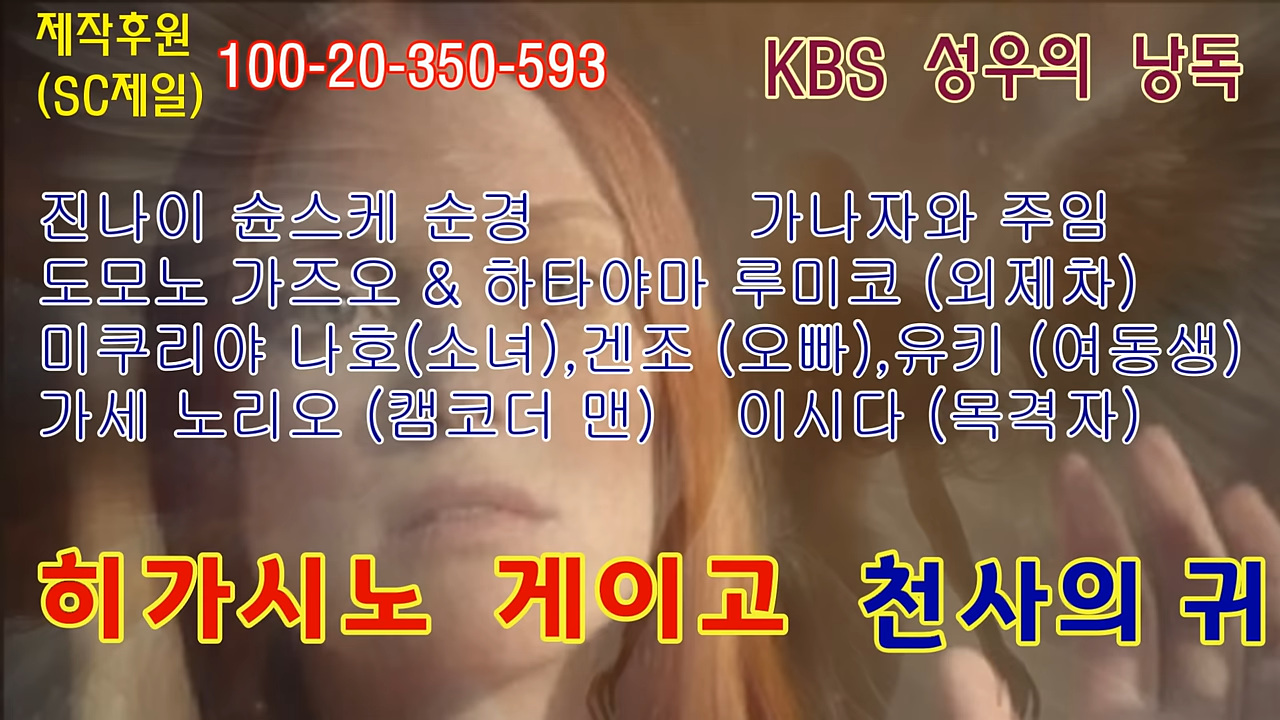 제작후원
(SC제일)
100-20-350-593
KBS 성우의 낭독
진나이 슌스케 순경 가나자와 주임
도모노 가즈오 & 하타야마 루미코 (외제차)
미쿠리야 나호(소녀),겐조 (오빠),유키 (여동생)
가세 노리오 (캠코더 맨) 이시다 (목격자)
히가시노 게이고 천사의 귀